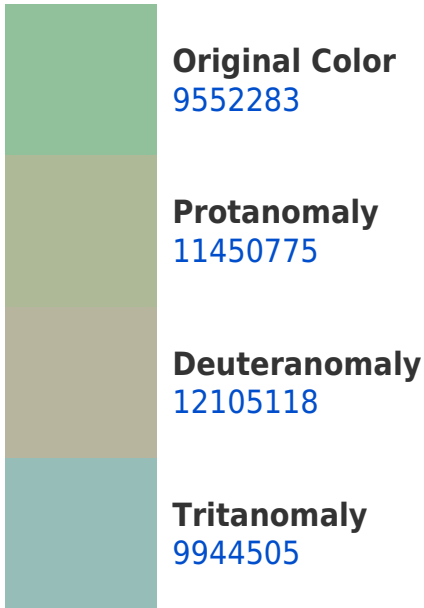 Original Color
9552283
Protanomaly
11450775
Deuteranomaly
12105118
Tritanomaly
9944505